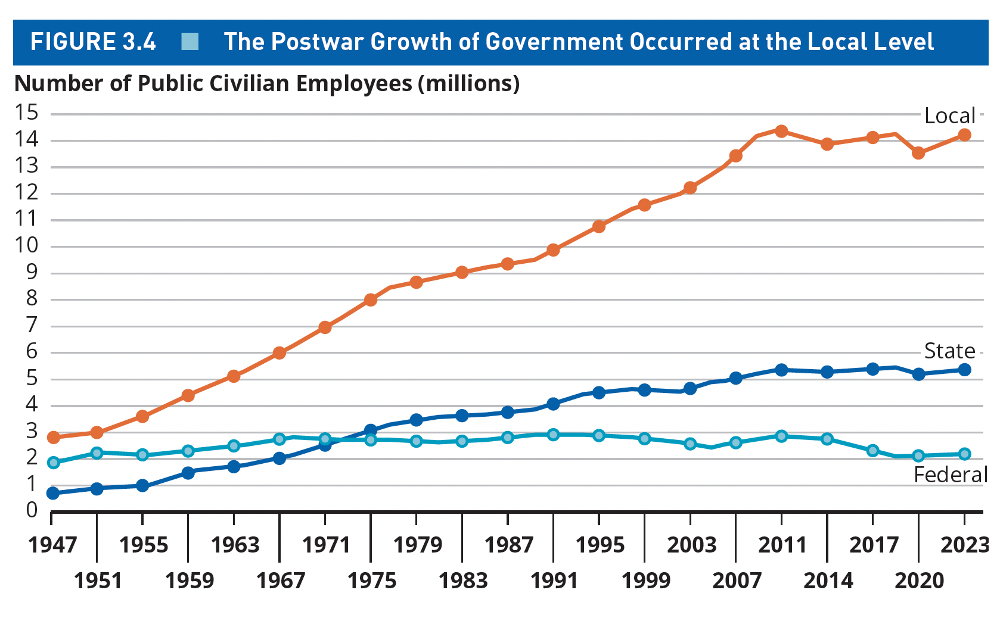 FIGURE 3.4 The Postwar Growth of Government Occurred at the Local Level
Number of Public Civilian Employees (millions)
15
Local
14
13
12
11
10
9
8
7
6
State
5
4
3
2
Federal
1
0
1947 1955 1963 1971 1979 1987 1995 2003 2011 2017 2023
1951 1959 1967 1975 1983 1991 1999 2007 2014 2020